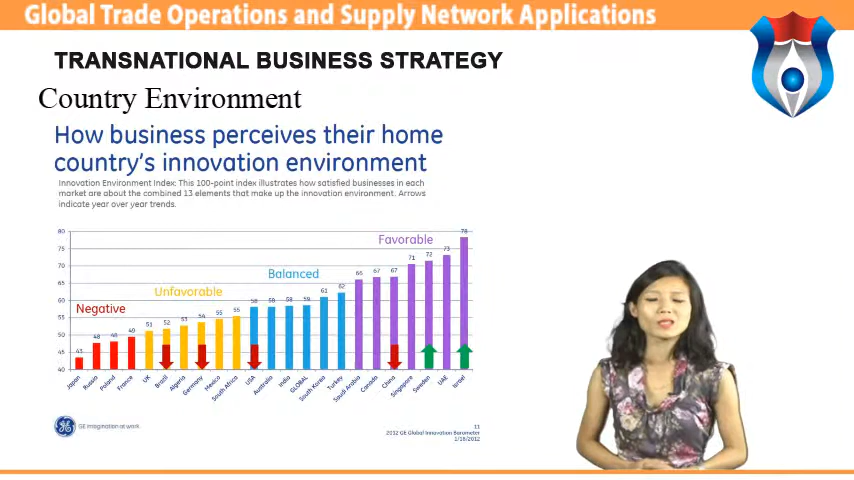 Global Trade Operations and Supply Network Applications
TRANSNATIONAL BUSINESS STRATEGY
Country Environment
How business perceives their home
country's innovation environment
Innovation Environment Index: This 100-point index illustrates how satisfied businesses in each
market are about the combined 13 elements that make up the innovation environment. Arrows
indicate year over year trends.
80
75
70
65
60
55
50
45
40
Negative
Unfavorable
Balanced
Favorable
43 48 48 49 51 52 53 54 55 55 58 58 58 59 61 62 66 67 67 71 72 73 78
Japan Russia Poland France UK Brazil Algeria Germany Mexico South Africa USA Australia India GLOBAL South Korea Turkey Saudi Arabia Canada China Singapore Sweden UAE Israel
GE imagination at work.
11
2012 GE Global Innovation Barometer
1/18/2012